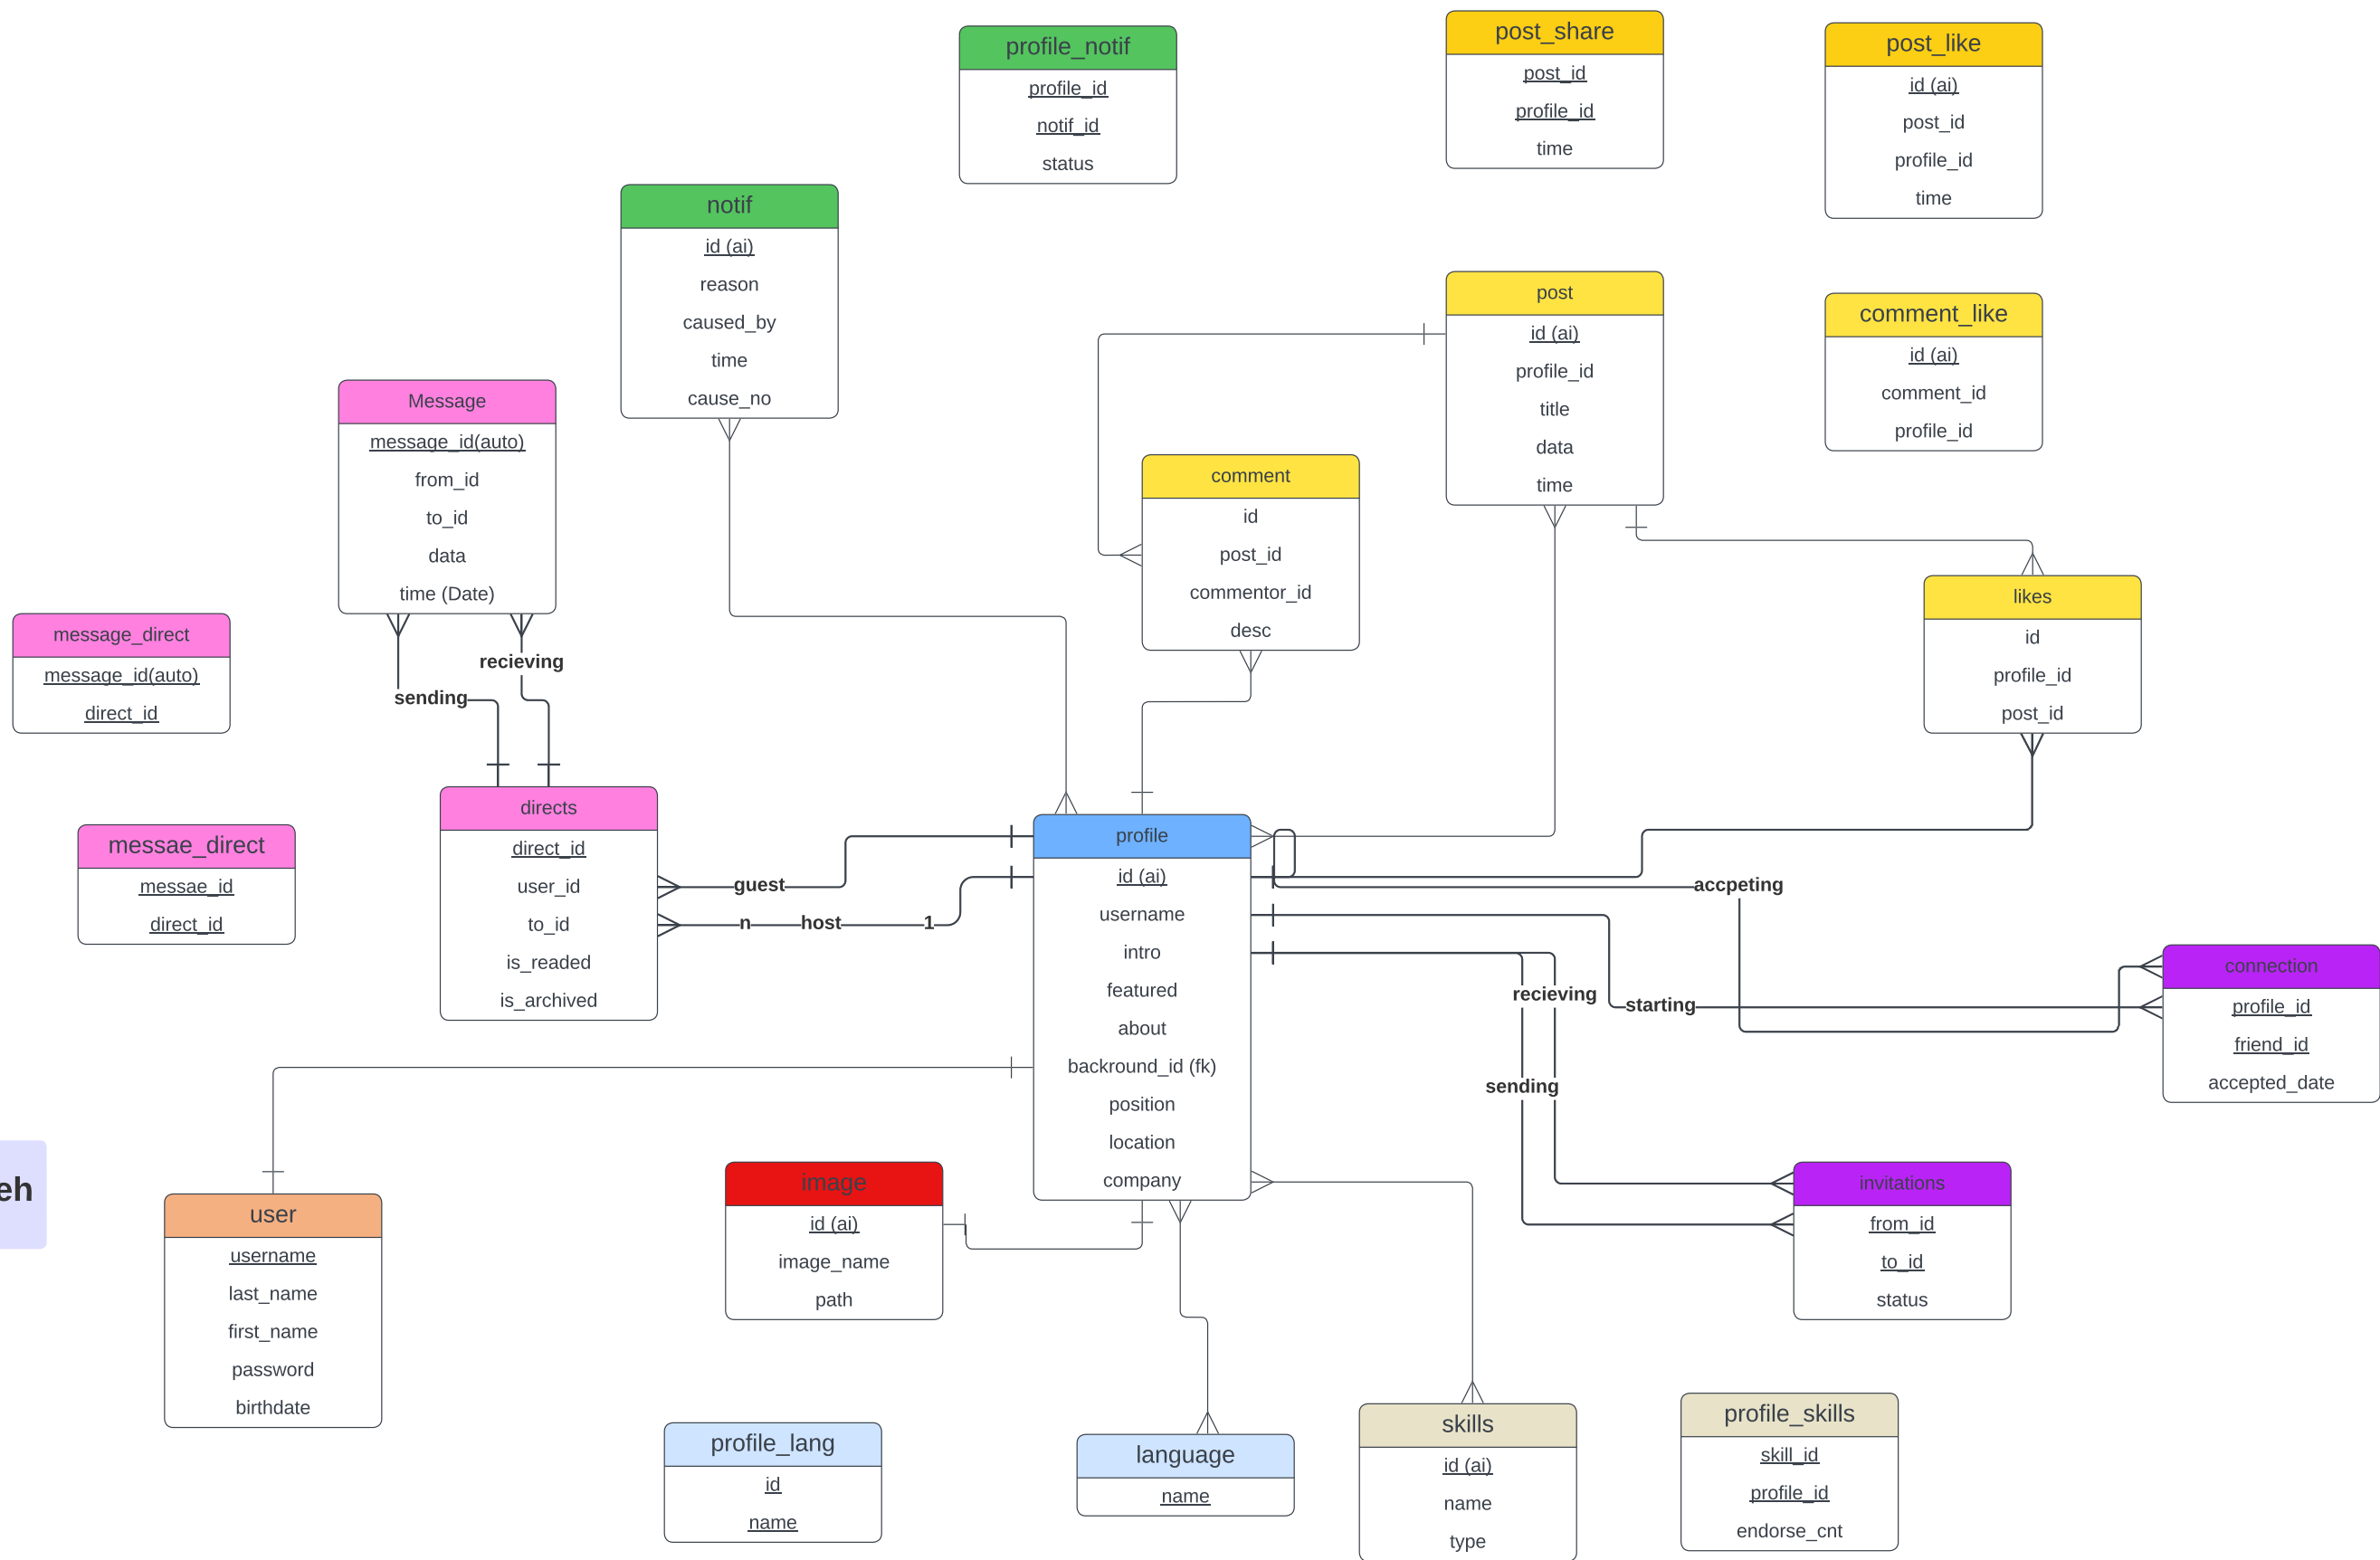 profile_notif
profile_id
notif_id
status
post_share
post_id
profile_id
time
post_like
id (ai)
post_id
profile_id
time
notif
id (ai)
reason
caused_by
time
cause_no
post
id (ai)
profile_id
title
data
time
comment_like
id (ai)
comment_id
profile_id
Message
message_id(auto)
from_id
to_id
data
time (Date)
comment
id
post_id
commentor_id
desc
likes
id
profile_id
post_id
message_direct
message_id(auto)
direct_id
recieving
sending
directs
direct_id
user_id
to_id
is_readed
is_archived
messae_direct
messae_id
direct_id
guest
n
host
1
profile
id (ai)
username
intro
featured
about
backround_id (fk)
position
location
company
accpeting
recieving
starting
sending
connection
profile_id
friend_id
accepted_date
invitations
from_id
to_id
status
eh
user
username
last_name
first_name
password
birthdate
image
id (ai)
image_name
path
profile_lang
id
name
language
name
skills
id (ai)
name
type
profile_skills
skill_id
profile_id
endorse_cnt